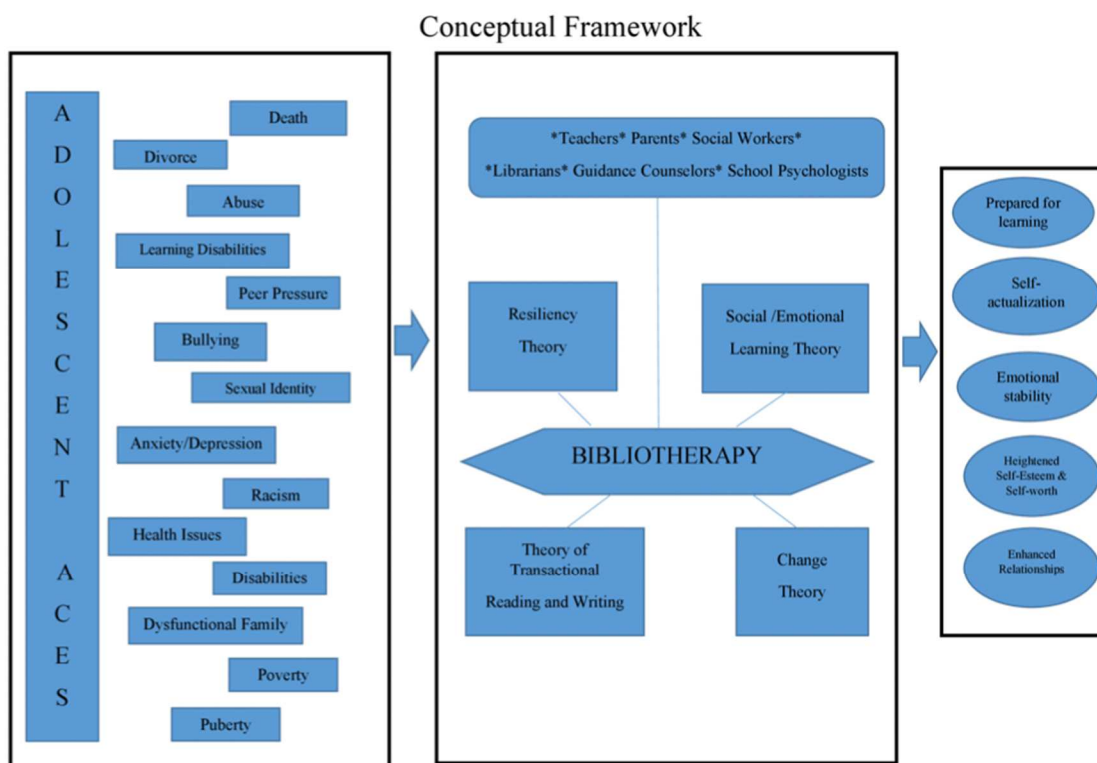 Conceptual Framework
ADOLESCENT ACES
Death
Divorce
Abuse
Learning Disabilities
Peer Pressure
Bullying
Sexual Identity
Anxiety/Depression
Racism
Health Issues
Disabilities
Dysfunctional Family
Poverty
Puberty
*Teachers* Parents* Social Workers*
*Librarians* Guidance Counselors* School Psychologists
Resiliency
Theory
Social /Emotional
Learning Theory
BIBLIOTHERAPY
Theory of
Transactional
Reading and Writing
Change
Theory
Prepared for
learning
Self-
actualization
Emotional
stability
Heightened
Self-Esteem &
Self-worth
Enhanced
Relationships